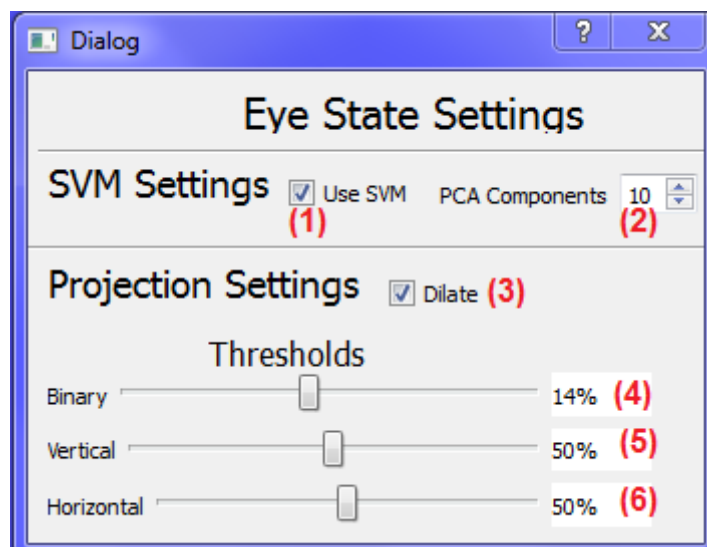 Dialog
Eye State Settings
SVM Settings Use SVM PCA Components 10
(1) (2)
Projection Settings Dilate (3)
Thresholds
Binary 14% (4)
Vertical 50% (5)
Horizontal 50% (6)